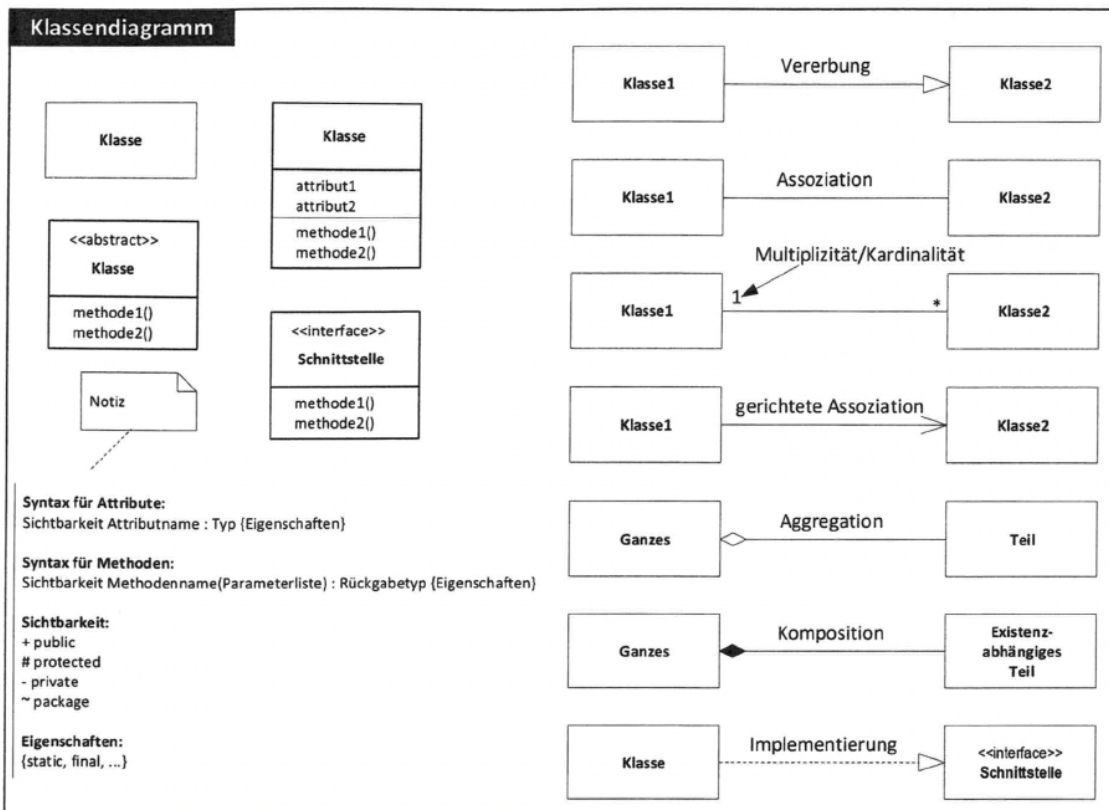 Klassendiagramm
Klasse
Klasse
attribut1
attribut2
methode1()
methode2()
<<abstract>>
Klasse
methode1()
methode2()
<<interface>>
Schnittstelle
methode1()
methode2()
Notiz
Syntax für Attribute:
Sichtbarkeit Attributname : Typ {Eigenschaften}
Syntax für Methoden:
Sichtbarkeit Methodenname(Parameterliste) : Rückgabetyp {Eigenschaften}
Sichtbarkeit:
+ public
# protected
- private
~ package
Eigenschaften:
{static, final, ...}
Klasse1 Vererbung Klasse2
Klasse1 Assoziation Klasse2
Multiplizität/Kardinalität
Klasse1 1 * Klasse2
Klasse1 gerichtete Assoziation Klasse2
Ganzes Aggregation Teil
Ganzes Komposition Existenz-
abhängiges
Teil
Klasse Implementierung <<interface>>
Schnittstelle